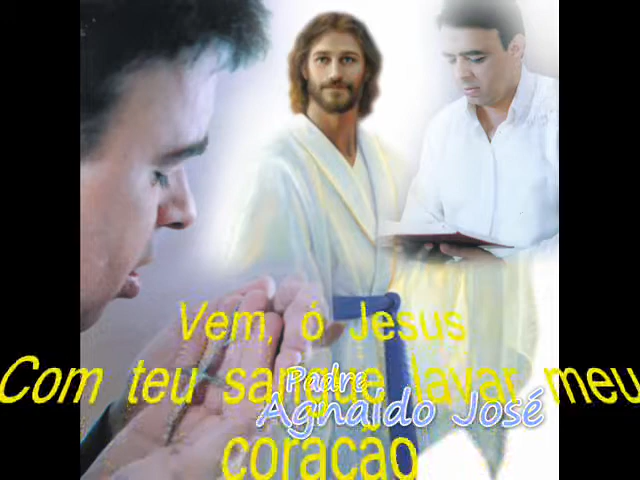 Vem, ó Jesus
Com teu sangue lavar meu
Padre
Agnaldo José
coração